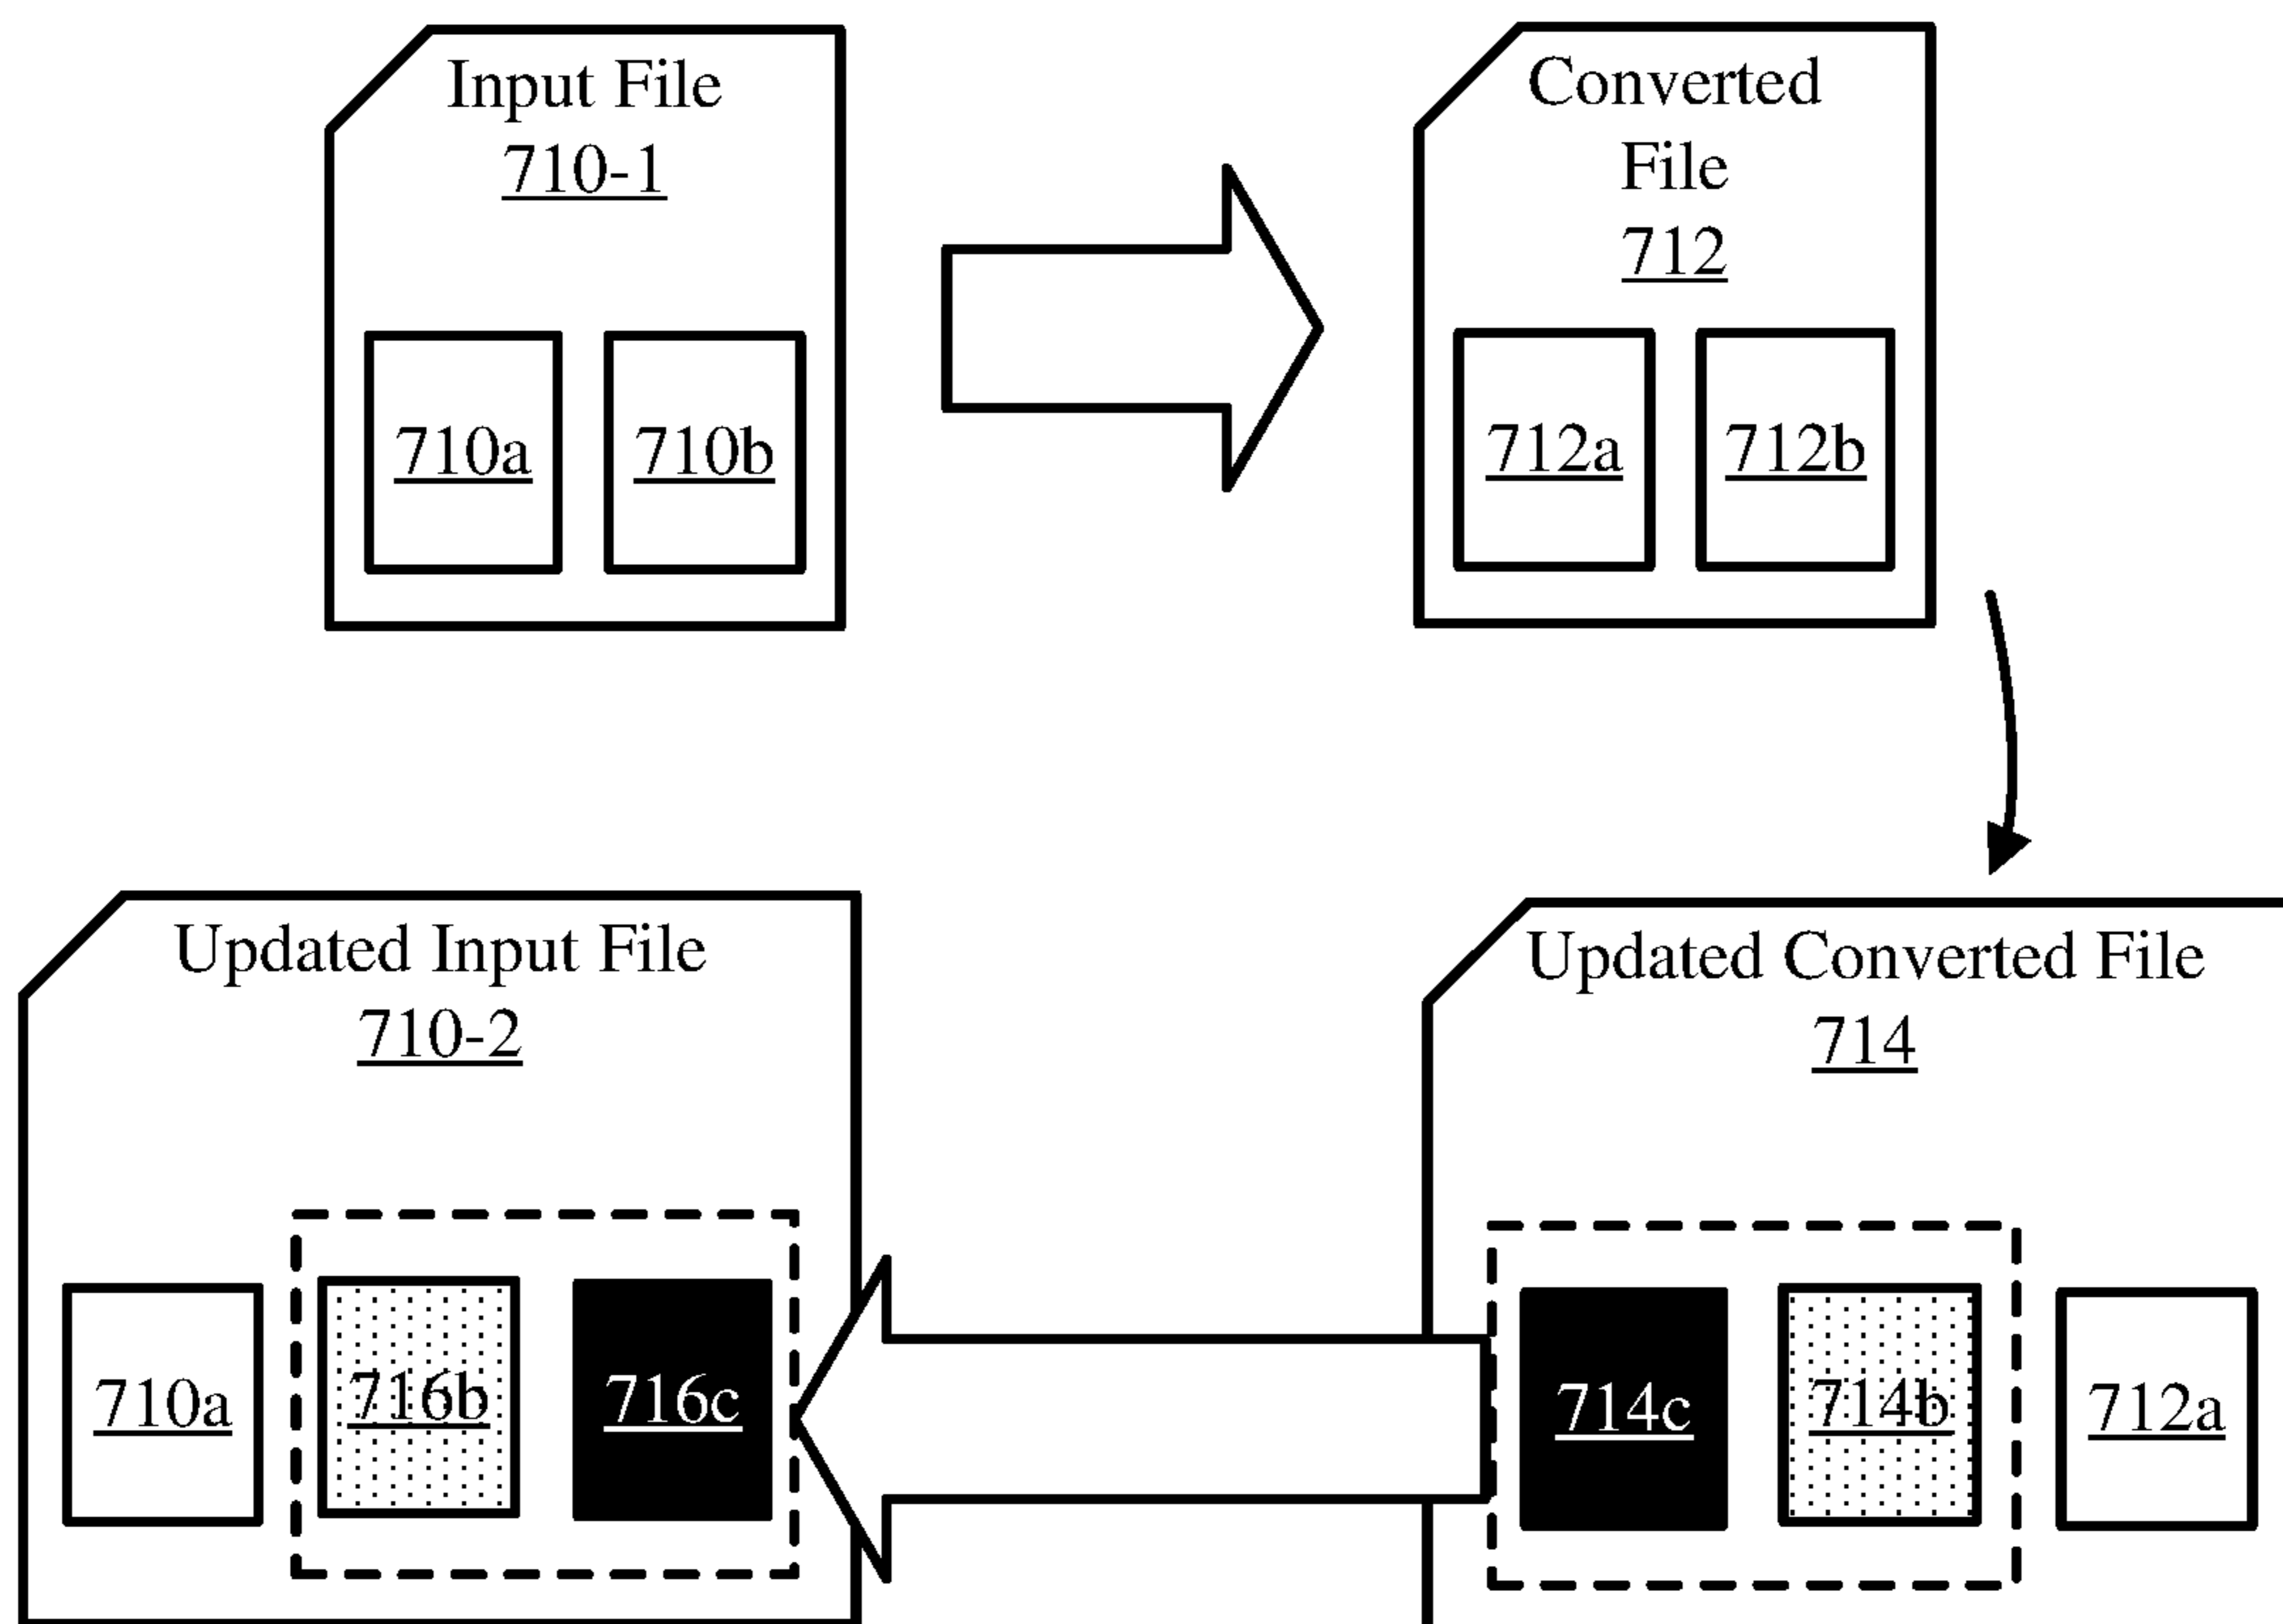 Input File
710-1
710a
710b
Converted
File
712
712a
712b
Updated Input File
710-2
710a
716b
716c
Updated Converted File
714
714c
714b
712a